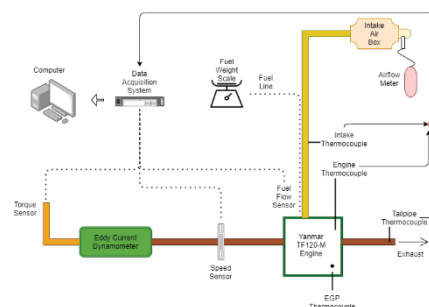 Intake
Air
Box
Computer
Data
Acquisition
System
Fuel
Weight
Scale
Fuel
Line
Airflow
Meter
Intake
Thermocouple
Engine
Thermocouple
Torque
Sensor
Fuel
Flow
Sensor
Tailpipe
Thermocouple
Eddy Current
Dynamometer
Yanmar
TF120-M
Engine
Exhaust
Speed
Sensor
EGP
Thermocouple